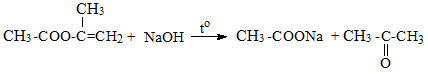 CH3
CH3-COO-C=CH2 + NaOH t° → CH3-COONa + CH3-C-CH3
O